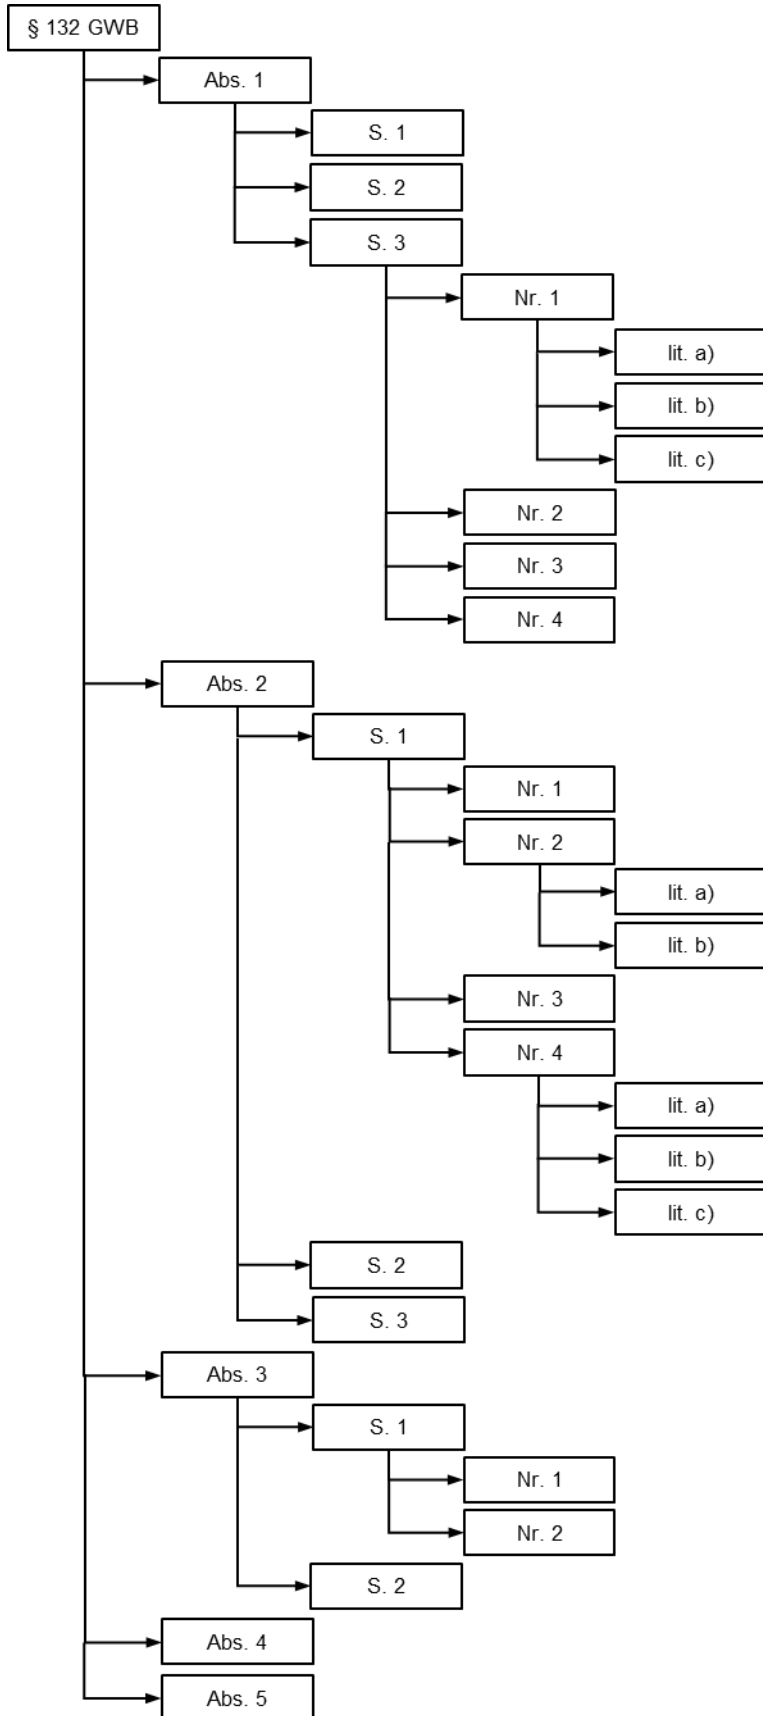 § 132 GWB
Abs. 1
S. 1
S. 2
S. 3
Nr. 1
lit. a)
lit. b)
lit. c)
Nr. 2
Nr. 3
Nr. 4
Abs. 2
S. 1
Nr. 1
Nr. 2
lit. a)
lit. b)
Nr. 3
Nr. 4
lit. a)
lit. b)
lit. c)
S. 2
S. 3
Abs. 3
S. 1
Nr. 1
Nr. 2
S. 2
Abs. 4
Abs. 5